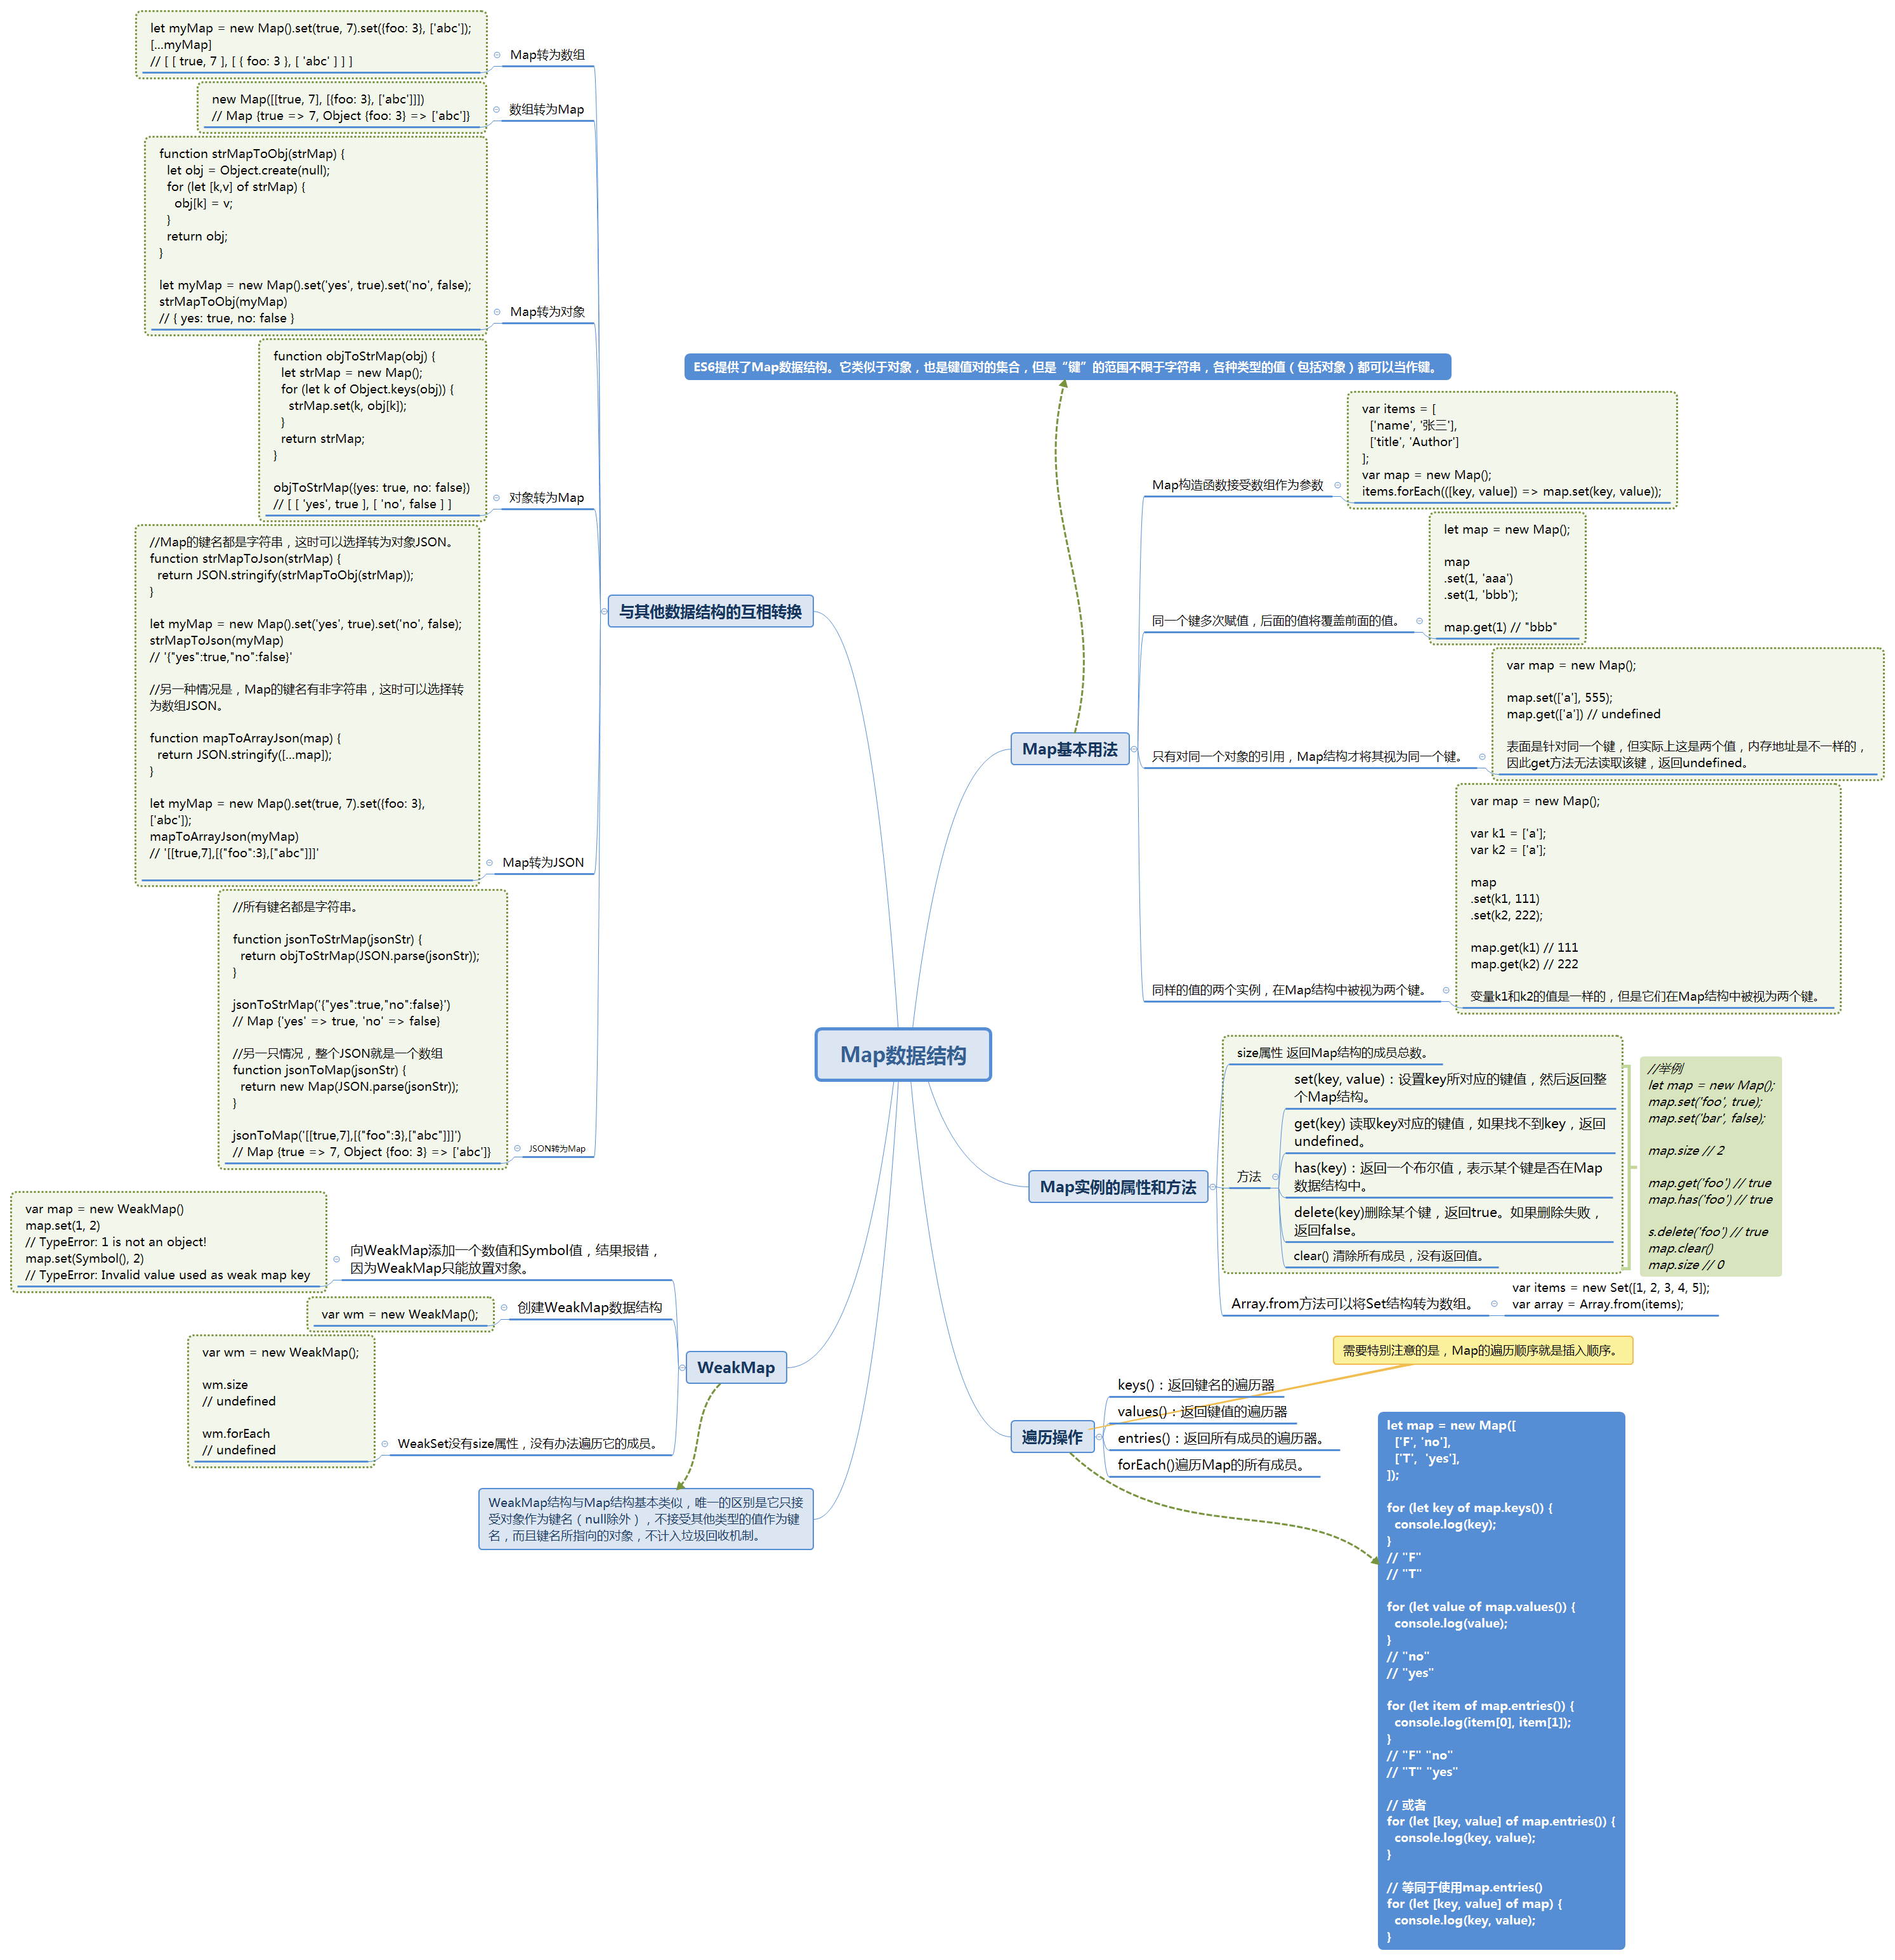 let myMap = new Map().set(true, 7).set({foo: 3}, ['abc']);
[...myMap]
// [ [ true, 7 ], [ { foo: 3 }, [ 'abc' ] ] ]
Map转为数组
new Map([[true, 7], [{foo: 3}, ['abc']]])
// Map {true => 7, Object {foo: 3} => ['abc']}
数组转为Map
function strMapToObj(strMap) {
let obj = Object.create(null);
for (let [k,v] of strMap) {
obj[k] = v;
}
return obj;
}
let myMap = new Map().set('yes', true).set('no', false);
strMapToObj(myMap)
// { yes: true, no: false }
Map转为对象
function objToStrMap(obj) {
let strMap = new Map();
for (let k of Object.keys(obj)) {
strMap.set(k, obj[k]);
}
return strMap;
}
objToStrMap({yes: true, no: false})
// [ [ 'yes', true ], [ 'no', false ] ]
对象转为Map
//Map的键名都是字符串，这时可以选择转为对象JSON。
function strMapToJson(strMap) {
return JSON.stringify(strMapToObj(strMap));
}
let myMap = new Map().set('yes', true).set('no', false);
strMapToJson(myMap)
// '{"yes":true,"no":false}'
//另一种情况是，Map的键名有非字符串，这时可以选择转
为数组JSON。
function mapToArrayJson(map) {
return JSON.stringify([...map]);
}
let myMap = new Map().set(true, 7).set({foo: 3},
['abc']);
mapToArrayJson(myMap)
// '[[true,7],[{"foo":3},["abc"]]]'
Map转为JSON
//所有键名都是字符串。
function jsonToStrMap(jsonStr) {
return objToStrMap(JSON.parse(jsonStr));
}
jsonToStrMap('{"yes":true,"no":false}')
// Map {'yes' => true, 'no' => false}
//另一只情况，整个JSON就是一个数组
function jsonToMap(jsonStr) {
return new Map(JSON.parse(jsonStr));
}
jsonToMap('[[true,7],[{"foo":3},["abc"]]]')
// Map {true => 7, Object {foo: 3} => ['abc']}
JSON转为Map
与其他数据结构的互相转换
var map = new WeakMap()
map.set(1, 2)
// TypeError: 1 is not an object!
map.set(Symbol(), 2)
// TypeError: Invalid value used as weak map key
向WeakMap添加一个数值和Symbol值，结果报错，
因为WeakMap只能放置对象。
var wm = new WeakMap();
创建WeakMap数据结构
var wm = new WeakMap();
wm.size
// undefined
wm.forEach
// undefined
WeakSet没有size属性，没有办法遍历它的成员。
WeakMap
WeakMap结构与Map结构基本类似，唯一的区别是它只接
受对象作为键名（null除外），不接受其他类型的值作为键
名，而且键名所指向的对象，不计入垃圾回收机制。
Map数据结构
ES6提供了Map数据结构。它类似于对象，也是键值对的集合，但是“键”的范围不限于字符串，各种类型的值（包括对象）都可以当作键。
Map基本用法
Map构造函数接受数组作为参数
var items = [
['name', '张三'],
['title', 'Author']
];
var map = new Map();
items.forEach(([key, value]) => map.set(key, value));
同一个键多次赋值，后面的值将覆盖前面的值。
let map = new Map();
map
.set(1, 'aaa')
.set(1, 'bbb');
map.get(1) // "bbb"
只有对同一个对象的引用，Map结构才将其视为同一个键。
var map = new Map();
map.set(['a'], 555);
map.get(['a']) // undefined
表面是针对同一个键，但实际上这是两个值，内存地址是不一样的，
因此get方法无法读取该键，返回undefined。
同样的值的两个实例，在Map结构中被视为两个键。
var map = new Map();
var k1 = ['a'];
var k2 = ['a'];
map
.set(k1, 111)
.set(k2, 222);
map.get(k1) // 111
map.get(k2) // 222
变量k1和k2的值是一样的，但是它们在Map结构中被视为两个键。
Map实例的属性和方法
size属性 返回Map结构的成员总数。
方法
set(key, value)：设置key所对应的键值，然后返回整
个Map结构。
get(key) 读取key对应的键值，如果找不到key，返回
undefined。
has(key)：返回一个布尔值，表示某个键是否在Map
数据结构中。
delete(key)删除某个键，返回true。如果删除失败，
返回false。
clear() 清除所有成员，没有返回值。
//举例
let map = new Map();
map.set('foo', true);
map.set('bar', false);
map.size // 2
map.get('foo') // true
map.has('foo') // true
s.delete('foo') // true
map.clear()
map.size // 0
Array.from方法可以将Set结构转为数组。
var items = new Set([1, 2, 3, 4, 5]);
var array = Array.from(items);
需要特别注意的是，Map的遍历顺序就是插入顺序。
遍历操作
keys()：返回键名的遍历器
values()：返回键值的遍历器
entries()：返回所有成员的遍历器。
forEach()遍历Map的所有成员。
let map = new Map([
['F', 'no'],
['T',  'yes'],
]);
for (let key of map.keys()) {
console.log(key);
}
// "F"
// "T"
for (let value of map.values()) {
console.log(value);
}
// "no"
// "yes"
for (let item of map.entries()) {
console.log(item[0], item[1]);
}
// "F" "no"
// "T" "yes"
// 或者
for (let [key, value] of map.entries()) {
console.log(key, value);
}
// 等同于使用map.entries()
for (let [key, value] of map) {
console.log(key, value);
}